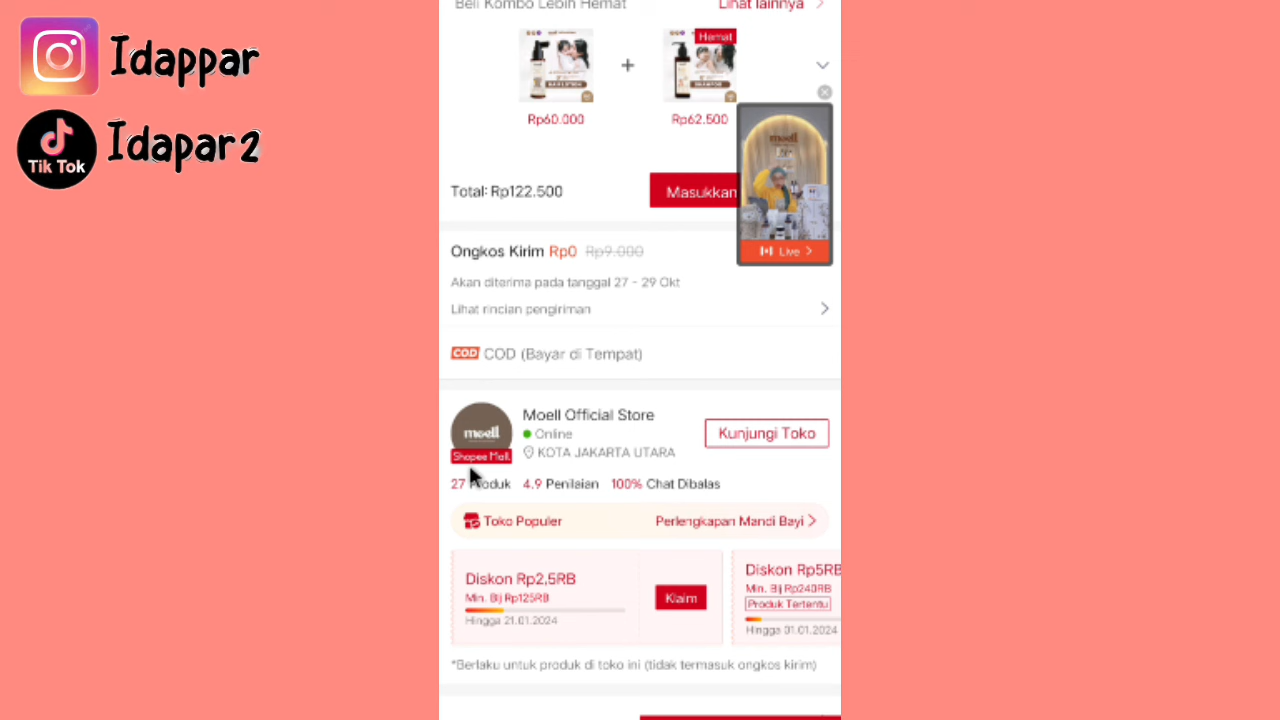 Idappar
Tik Tok
Idapar2
Beli Kombo Lebih Hemat
Lihat lainnya
Hemat
Rp60.000
+
Rp62.500
moell
Total: Rp122.500
Masukkan
Live
Ongkos Kirim Rp0 Rp9.000
Akan diterima pada tanggal 27 - 29 Okt
Lihat rincian pengiriman
COD COD (Bayar di Tempat)
moell
Shopee Mall
Moell Official Store
Online
KOTA JAKARTA UTARA
Kunjungi Toko
27 Produk 4.9 Penilaian 100% Chat Dibalas
Toko Populer
Perlengkapan Mandi Bayi
Diskon Rp2,5RB
Min. Blj Rp125RB
Hingga 21.01.2024
Klaim
Diskon Rp5RB
Min. Blj Rp240RB
Produk Tertentu
Hingga 01.01.2024
*Berlaku untuk produk di toko ini (tidak termasuk ongkos kirim)